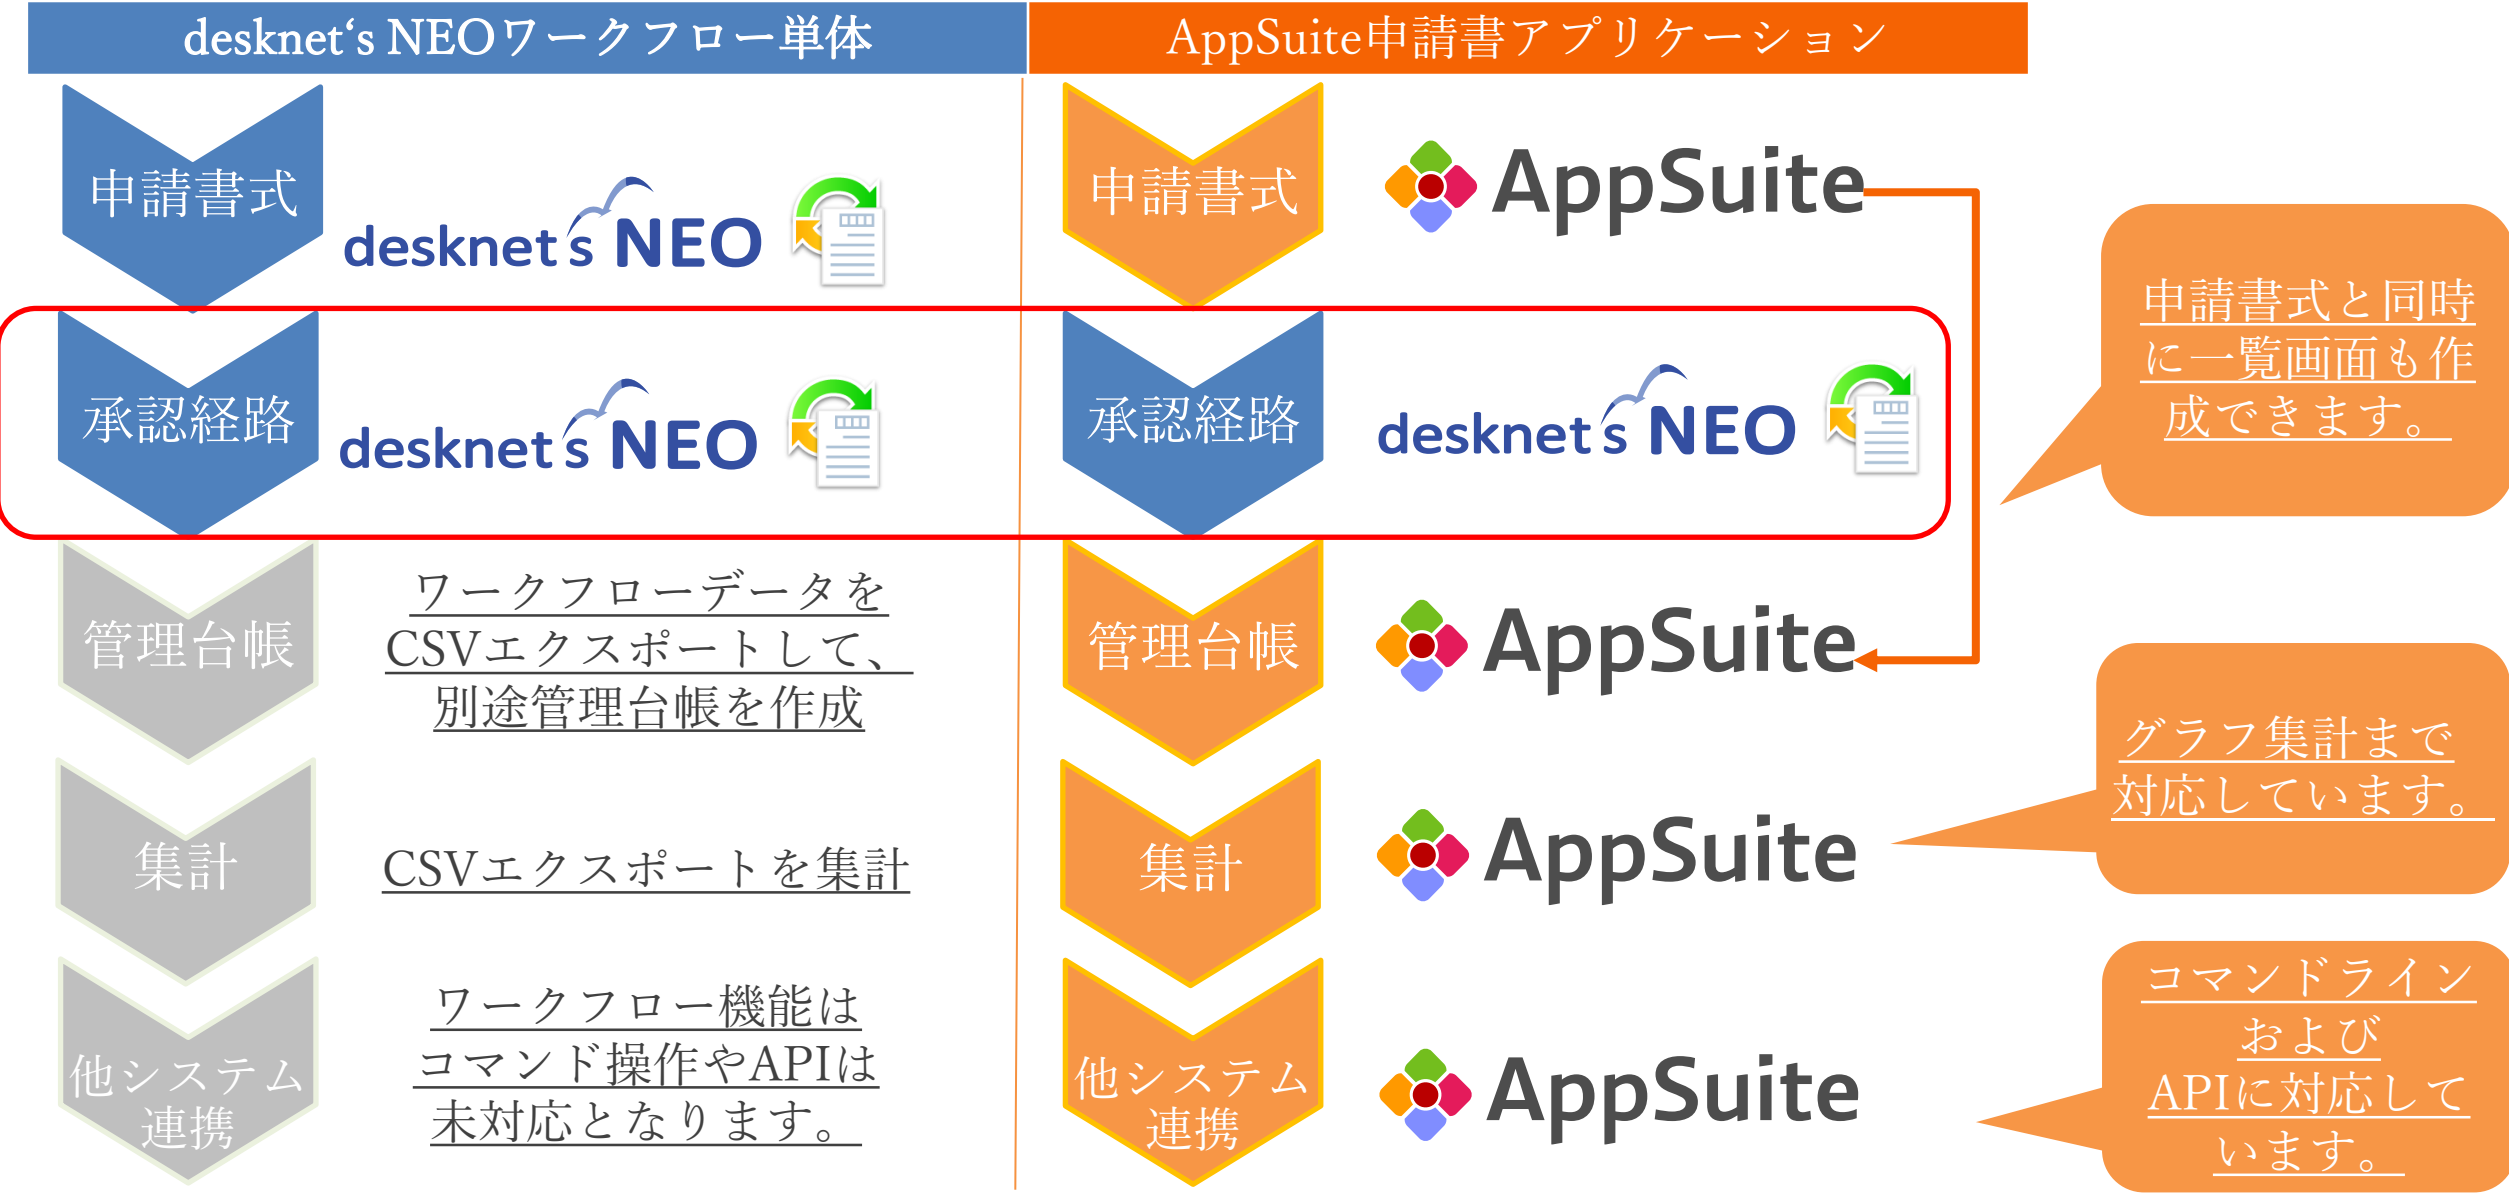 desknet's NEOワークフロー単体
AppSuite申請書アプリケーション
申請書式
desknet's NEO
承認経路
desknet's NEO
管理台帳
ワークフローデータを
CSVエクスポートして、
別途管理台帳を作成
集計
CSVエクスポートを集計
他システム
連携
ワークフロー機能は
コマンド操作やAPIは
未対応となります。
申請書式
AppSuite
承認経路
desknet's NEO
管理台帳
AppSuite
集計
AppSuite
他システム
連携
AppSuite
申請書式と同時
に一覧画面も作
成できます。
グラフ集計まで
対応しています。
コマンドライン
および
APIに対応して
います。